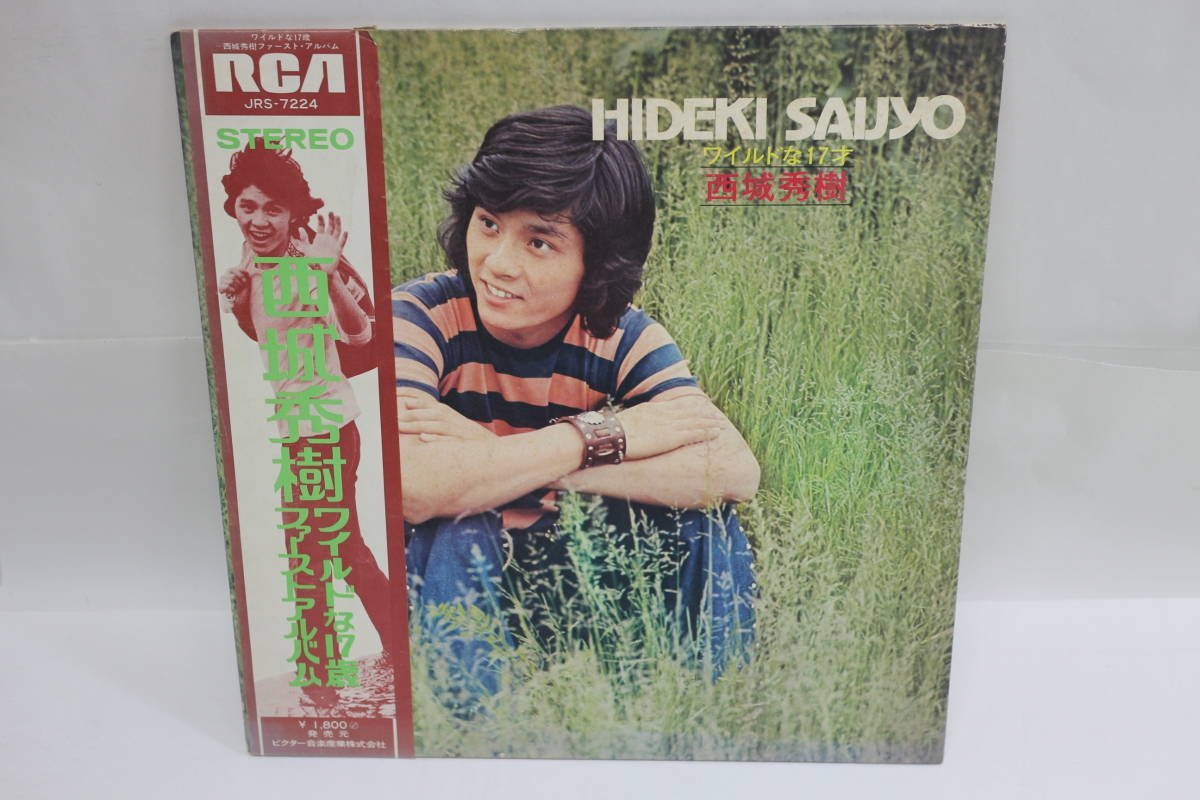 ワイルドな17歳
西城秀樹ファースト・アルバム
RCA
JRS-7224
STEREO
西城秀樹
ワイルドな17歳
ファーストアルバム
¥1,800
発売元
ビクター音楽産業株式会社
HIDEKI SAIJYO
ワイルドな17才
西城秀樹